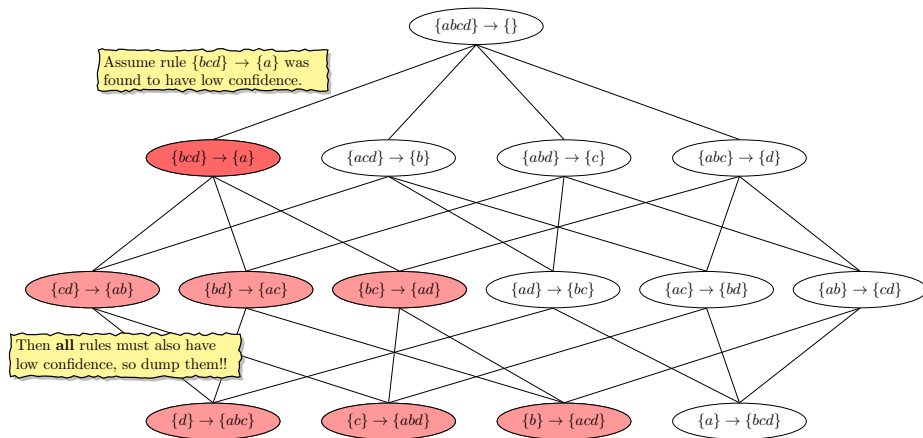 {abcd} → {}
Assume rule {bcd} → {a} was
found to have low confidence.
{bcd} → {a}
{acd} → {b}
{abd} → {c}
{abc} → {d}
{cd} → {ab}
{bd} → {ac}
{bc} → {ad}
{ad} → {bc}
{ac} → {bd}
{ab} → {cd}
Then all rules must also have
low confidence, so dump them!!
{d} → {abc}
{c} → {abd}
{b} → {acd}
{a} → {bcd}